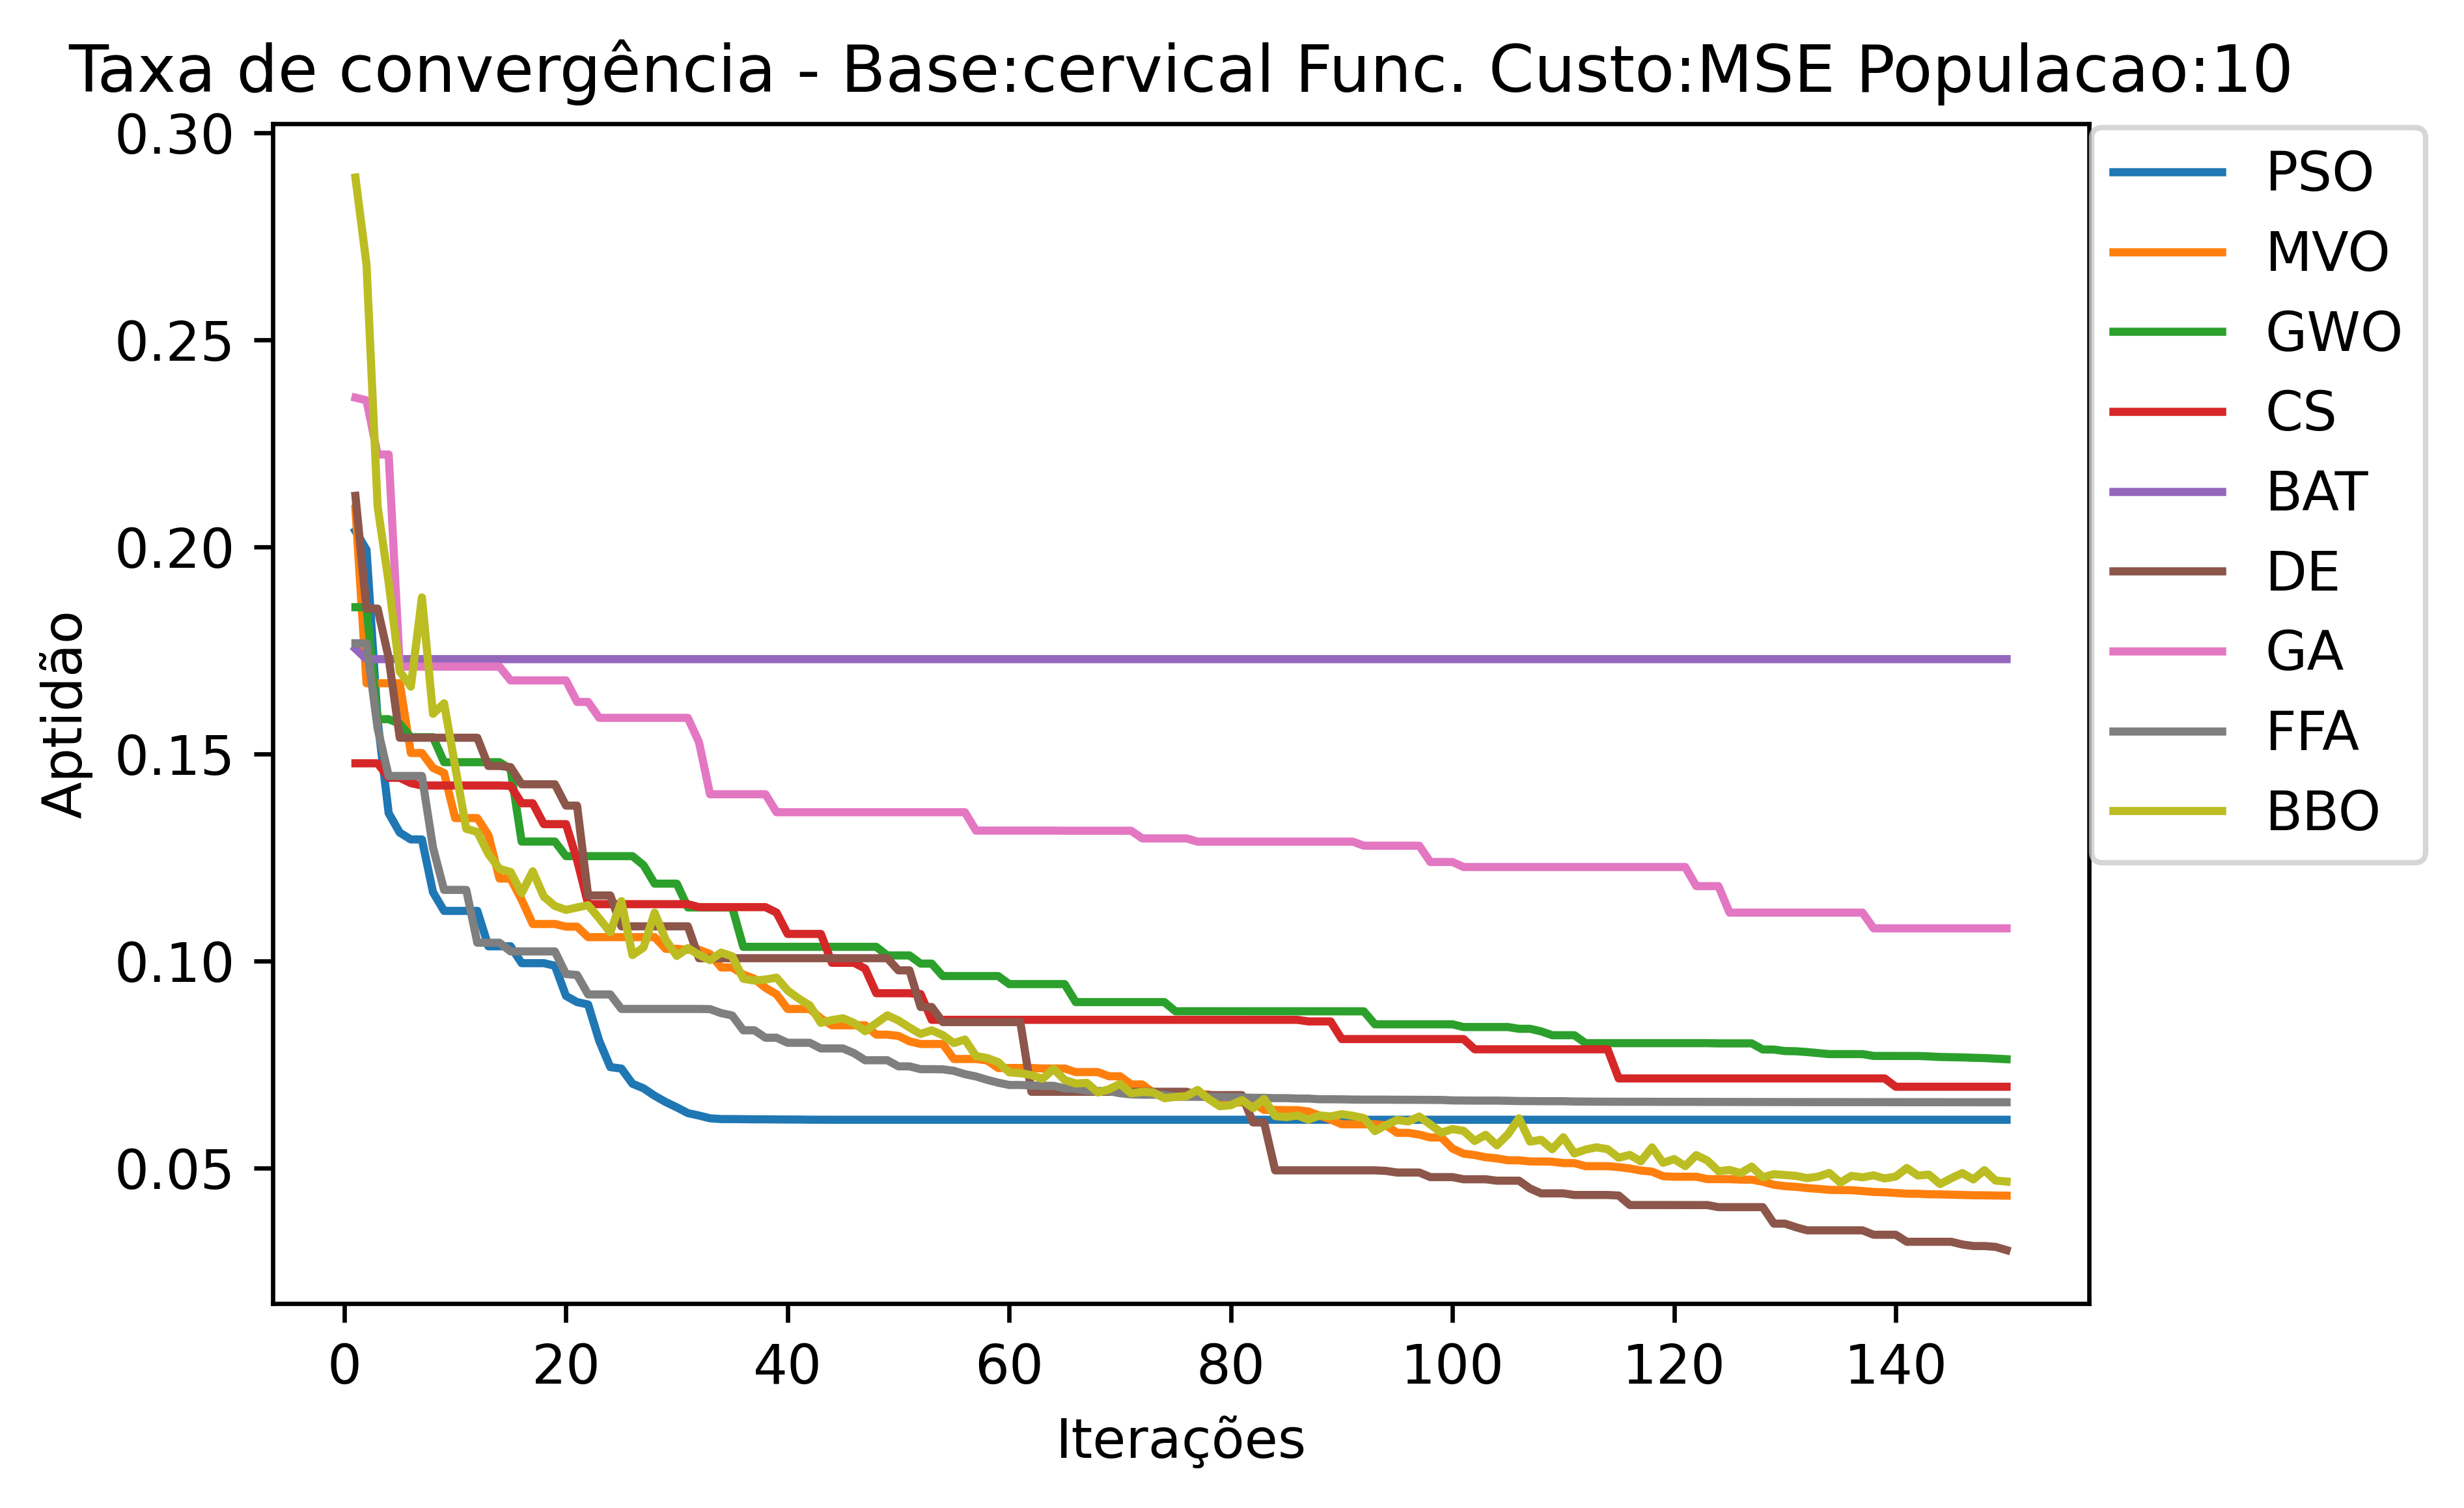 Taxa de convergência - Base:cervical Func. Custo:MSE Populacao:10
0.30
0.25
0.20
0.15
0.10
0.05
Aptidão
0 20 40 60 80 100 120 140
Iterações
PSO
MVO
GWO
CS
BAT
DE
GA
FFA
BBO